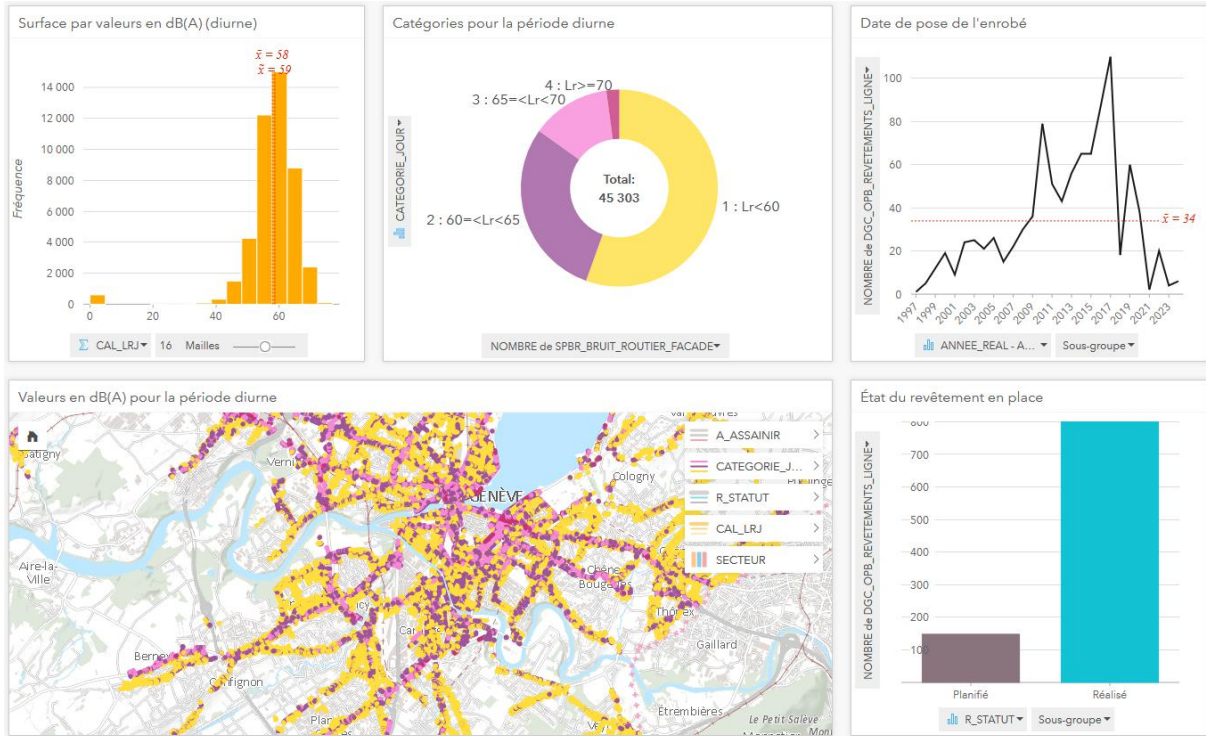 Surface par valeurs en dB(A) (diurne)
x̄ = 58
x̃ = 59
14 000
12 000
10 000
8 000
6 000
4 000
2 000
0
Fréquence
0 20 40 60
CAL_LRJ
16 Mailles
Catégories pour la période diurne
CATEGORIE_JOUR
4 : Lr>=70
3 : 65=<Lr<70
2 : 60=<Lr<65
1 : Lr<60
Total:
45 303
NOMBRE de SPBR_BRUIT_ROUTIER_FACADE
Date de pose de l'enrobé
NOMBRE de DGC_OPB_REVETEMENTS_LIGNE
100
80
60
40
20
0
x̄ = 34
1997 1999 2001 2003 2005 2007 2009 2011 2013 2015 2017 2019 2021 2023
ANNEE_REAL - A...
Sous-groupe
Valeurs en dB(A) pour la période diurne
A_ASSAINIR
CATEGORIE_J...
R_STATUT
CAL_LRJ
SECTEUR
Verni
GENÈVE
Cologny
Aire-la-
Ville
Chêne
Bougeries
Thônex
Gaillard
Étrembières
Le Petit Salève
État du revêtement en place
NOMBRE de DGC_OPB_REVETEMENTS_LIGNE
800
700
600
500
400
300
200
100
Planifié
Réalisé
R_STATUT
Sous-groupe